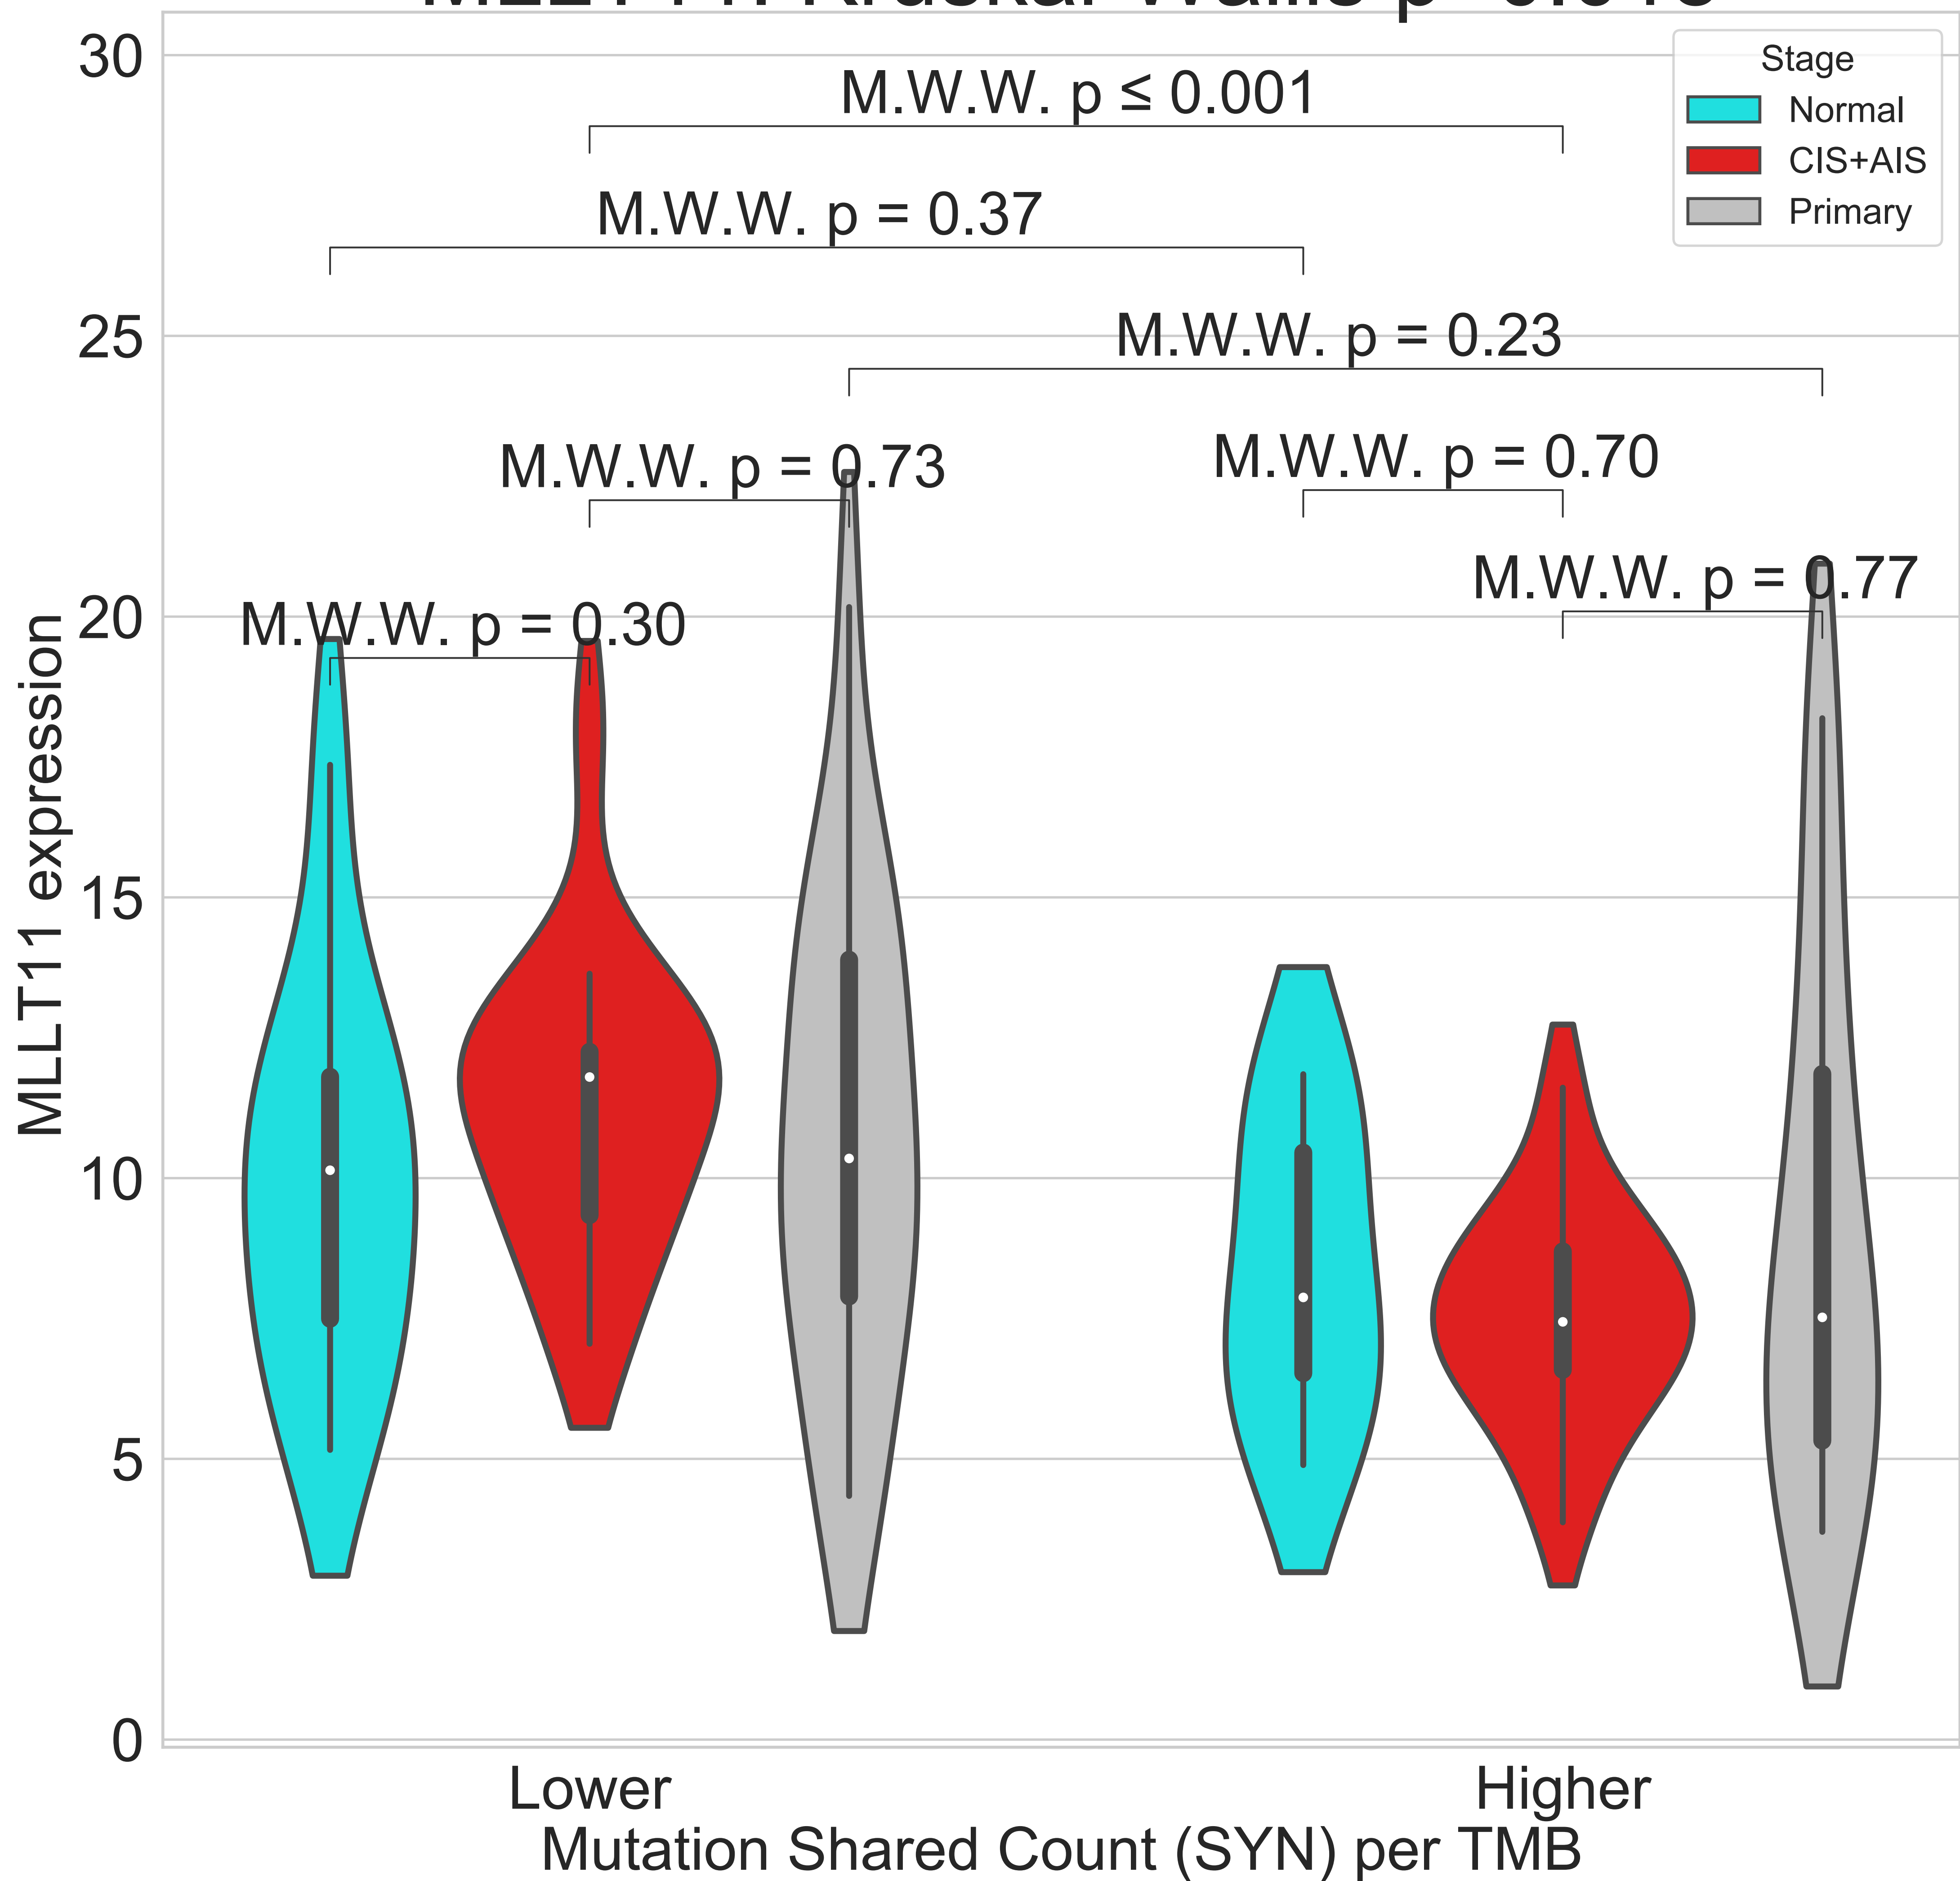 30
M.W.W. p ≤ 0.001
Stage
Normal
CIS+AIS
Primary
M.W.W. p = 0.37
25
M.W.W. p = 0.23
M.W.W. p = 0.73
M.W.W. p = 0.70
M.W.W. p = 0.77
20
M.W.W. p = 0.30
MLLT11 expression
15
10
5
0
Lower
Higher
Mutation Shared Count (SYN) per TMB